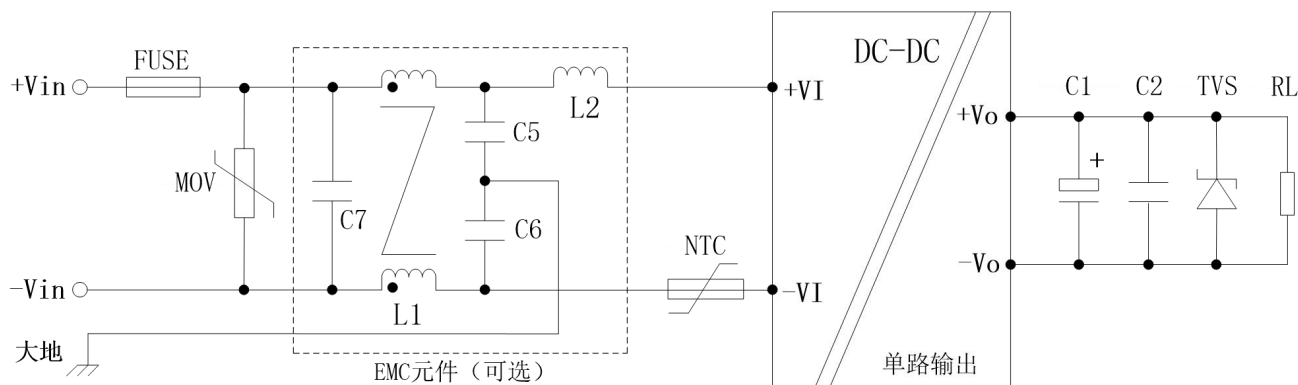 DC-DC
FUSE
+Vin
L2
+VI
C1
C2
TVS
RL
+Vo
C5
+
MOV
C7
C6
NTC
-Vo
-Vin
-VI
L1
大地
EMC元件（可选）
单路输出